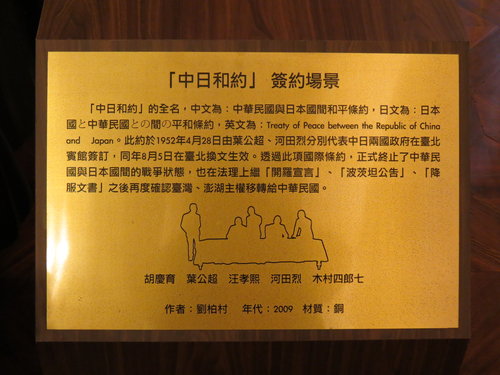 「中日和約」 簽約場景
「中日和約」的全名，中文為：中華民國與日本國間和平條約，日文為：日本
國と中華民國との間の平和條約，英文為：Treaty of Peace between the Republic of China
and Japan。此約於1952年4月28日由葉公超、河田烈分別代表中日兩國政府在臺北
賓館簽訂，同年8月5日在臺北換文生效。透過此項國際條約，正式終止了中華民
國與日本國間的戰爭狀態，也在法理上繼「開羅宣言」、「波茨坦公告」、「降
服文書」之後再度確認臺灣、澎湖主權移轉給中華民國。
胡慶育 葉公超 汪孝熙 河田烈 木村四郎七
作者：劉柏村 年代：2009 材質：銅